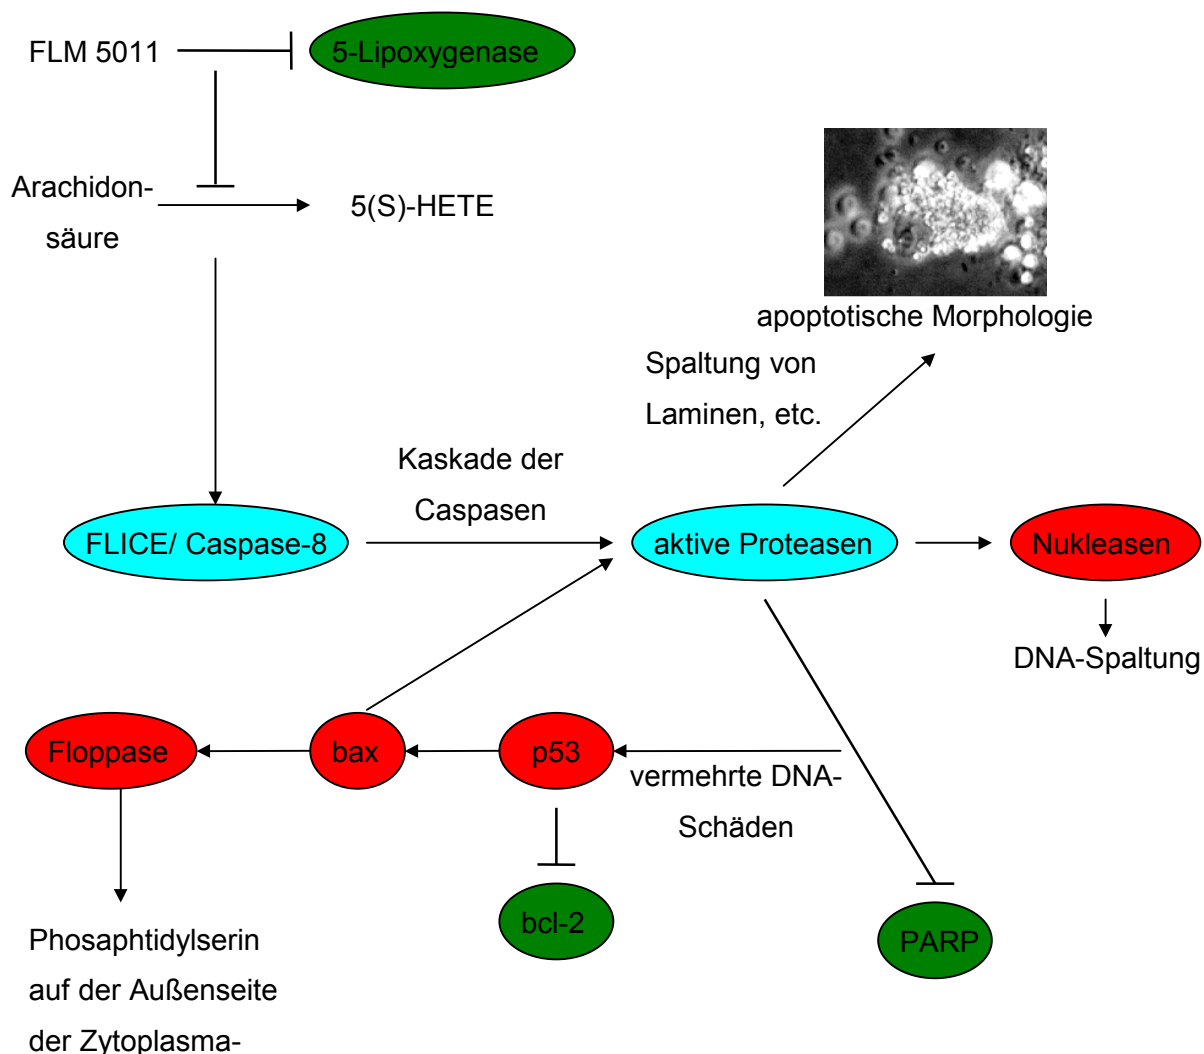 FLM 5011
5-Lipoxygenase
Arachidon-
säure
5(S)-HETE
apoptotische Morphologie
Spaltung von
Laminen, etc.
Kaskade der
Caspasen
FLICE/ Caspase-8
aktive Proteasen
Nukleasen
DNA-Spaltung
Floppase
bax
p53
vermehrte DNA-
Schäden
bcl-2
PARP
Phosaphtidylserin
auf der Außenseite
der Zytoplasma-